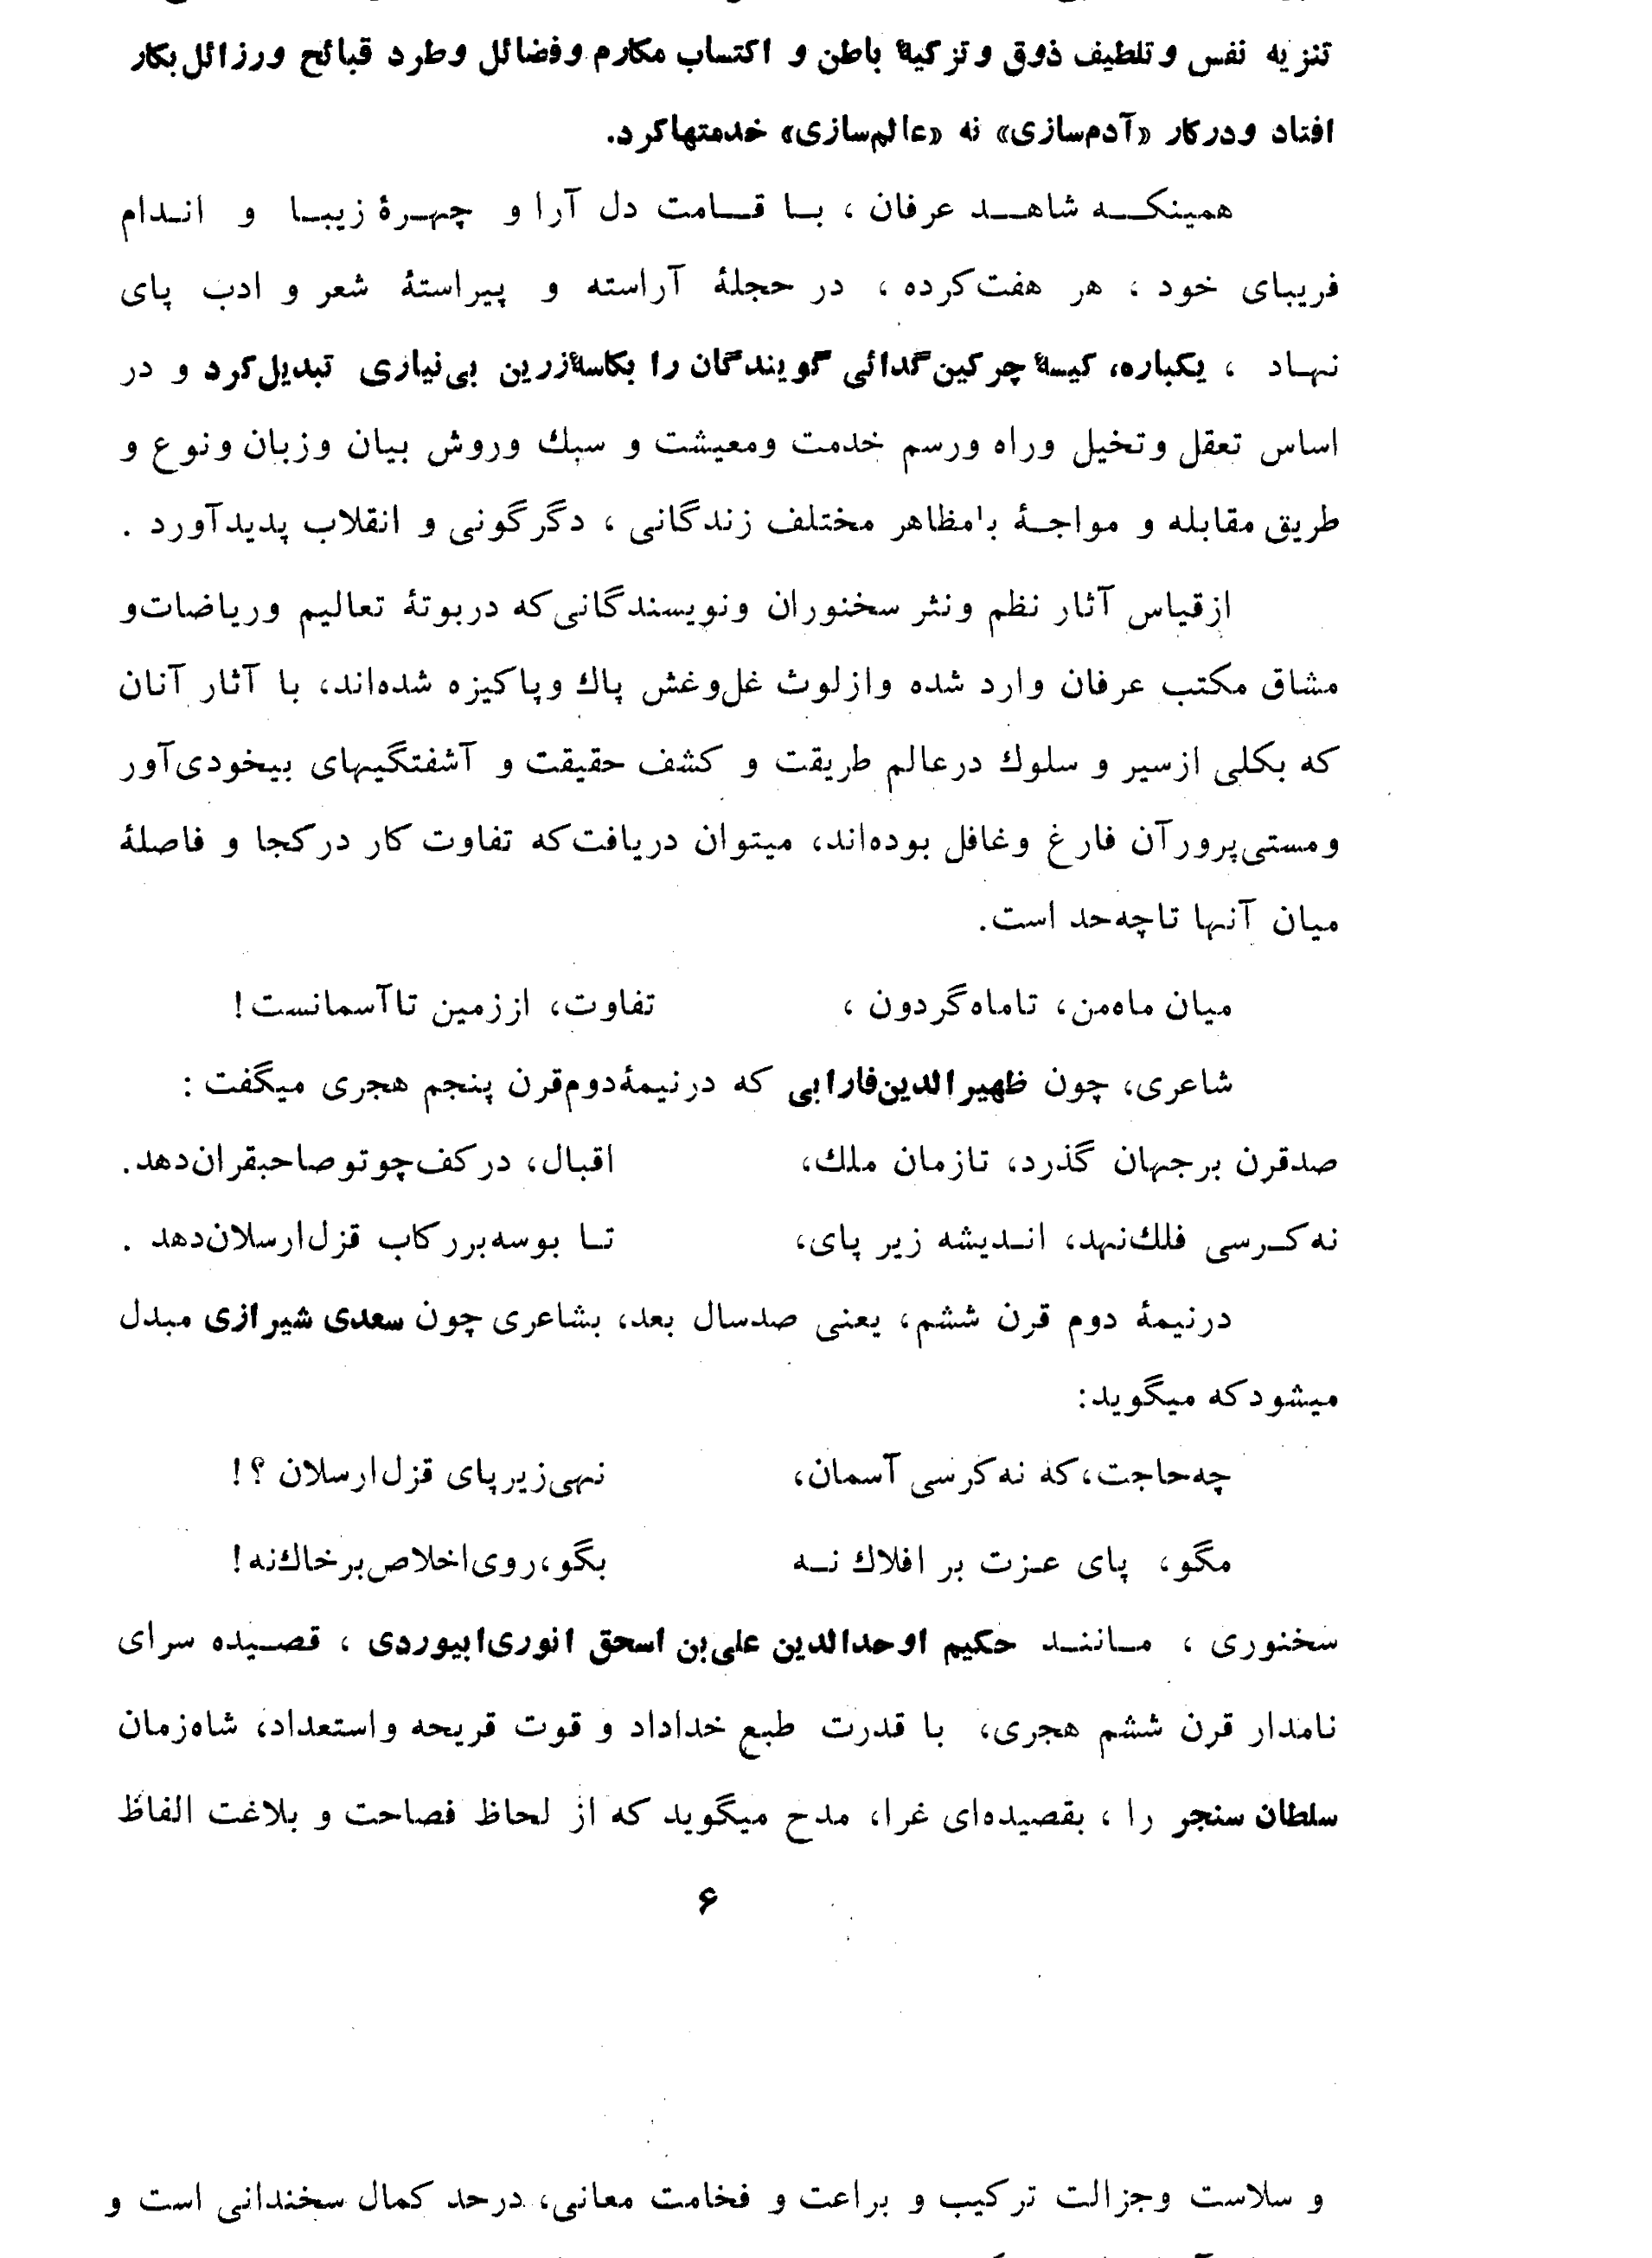 تنزیه نفس و تلطیف ذوق و تزکیهٔ باطن و اکتساب مکارم وفضائل وطرد قبائح ورزائل بکار
افتاد ودرکار «آدم‌سازی» نه «عالم‌سازی» خدمتهاکرد.
همینکه شاهد عرفان ، با قامت دل آرا و چهرهٔ زیبا و اندام
فریبای خود ، هر هفت کرده ، در حجلهٔ آراسته و پیراستهٔ شعر و ادب پای
نهاد ، یکباره، کیسهٔ چرکین گدائی گویندگان را بکاسهٔ زرین بی‌نیازی تبدیل کرد و در
اساس تعقل وتخیل وراه ورسم خدمت ومعیشت و سبك وروش بیان وزبان ونوع و
طریق مقابله و مواجهٔ بامظاهر مختلف زندگانی ، دگرگونی و انقلاب پدیدآورد .
ازقیاس آثار نظم ونثر سخنوران ونویسندگانی که دربوتهٔ تعالیم وریاضات و
مشاق مکتب عرفان وارد شده وازلوث غل‌وغش پاك وپاکیزه شده‌اند، با آثار آنان
که بکلی ازسیر و سلوك درعالم طریقت و کشف حقیقت و آشفتگیهای بیخودی‌آور
ومستی‌پرورآن فارغ وغافل بوده‌اند، میتوان دریافت که تفاوت کار درکجا و فاصلهٔ
میان آنها تاچه‌حد است.
میان ماه‌من، تاماه‌گردون ، تفاوت، اززمین تاآسمانست !
شاعری، چون ظهیرالدین‌فارابی که درنیمهٔ‌دوم‌قرن پنجم هجری میگفت :
صدقرن برجهان گذرد، تازمان ملك، اقبال، درکف‌چوتوصاحبقران‌دهد.
نه‌کرسی فلك‌نهد، اندیشه زیر پای، تا بوسه‌بررکاب قزل‌ارسلان‌دهد .
درنیمهٔ دوم قرن ششم، یعنی صدسال بعد، بشاعری چون سعدی شیرازی مبدل
میشودکه میگوید:
چه‌حاجت،که نه‌کرسی آسمان، نهی‌زیرپای قزل‌ارسلان ؟!
مگو، پای عزت بر افلاك نه بگو،روی‌اخلاص‌برخاك‌نه !
سخنوری ، مانند حکیم اوحدالدین علی‌بن اسحق انوری‌ابیوردی ، قصیده سرای
نامدار قرن ششم هجری، با قدرت طبع خداداد و قوت قریحه واستعداد، شاه‌زمان
سلطان سنجر را ، بقصیده‌ای غرا، مدح میگوید که از لحاظ فصاحت و بلاغت الفاظ
۶
و سلاست وجزالت ترکیب و براعت و فخامت معانی، درحد کمال سخندانی است و